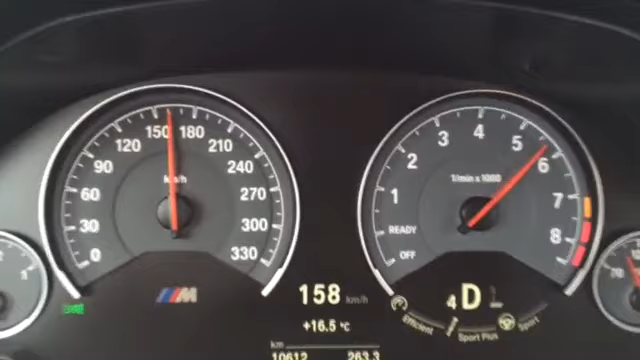 0 30 60 90 120 150 180 210 240 270 300 330
km/h
M
158 km/h
+16.5 °C
km
10612 263.3
OFF READY 1 2 3 4 5 6 7 8
1/min x 1000
4 D
Efficient Sport Plus Sport